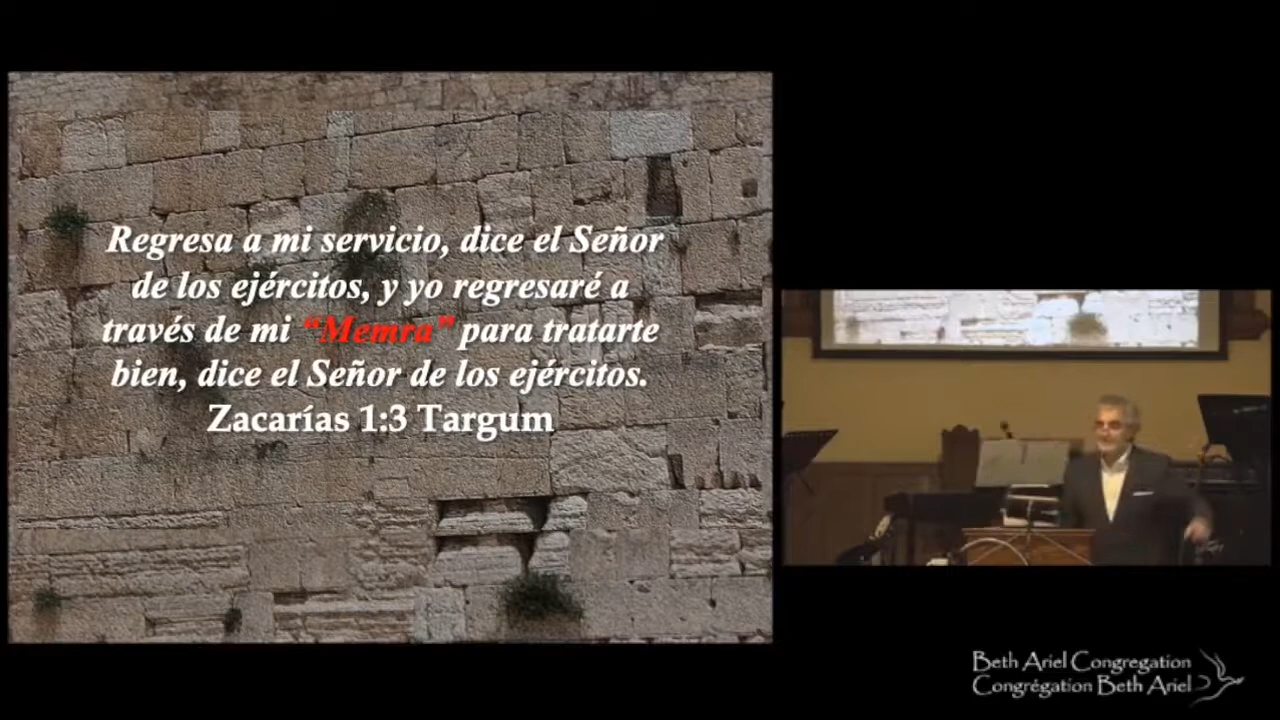 Regresa a mi servicio, dice el Señor
de los ejércitos, y yo regresaré a
través de mi “Memra” para tratarte
bien, dice el Señor de los ejércitos.
Zacarías 1:3 Targum
Beth Ariel Congregation
Congrégation Beth Ariel